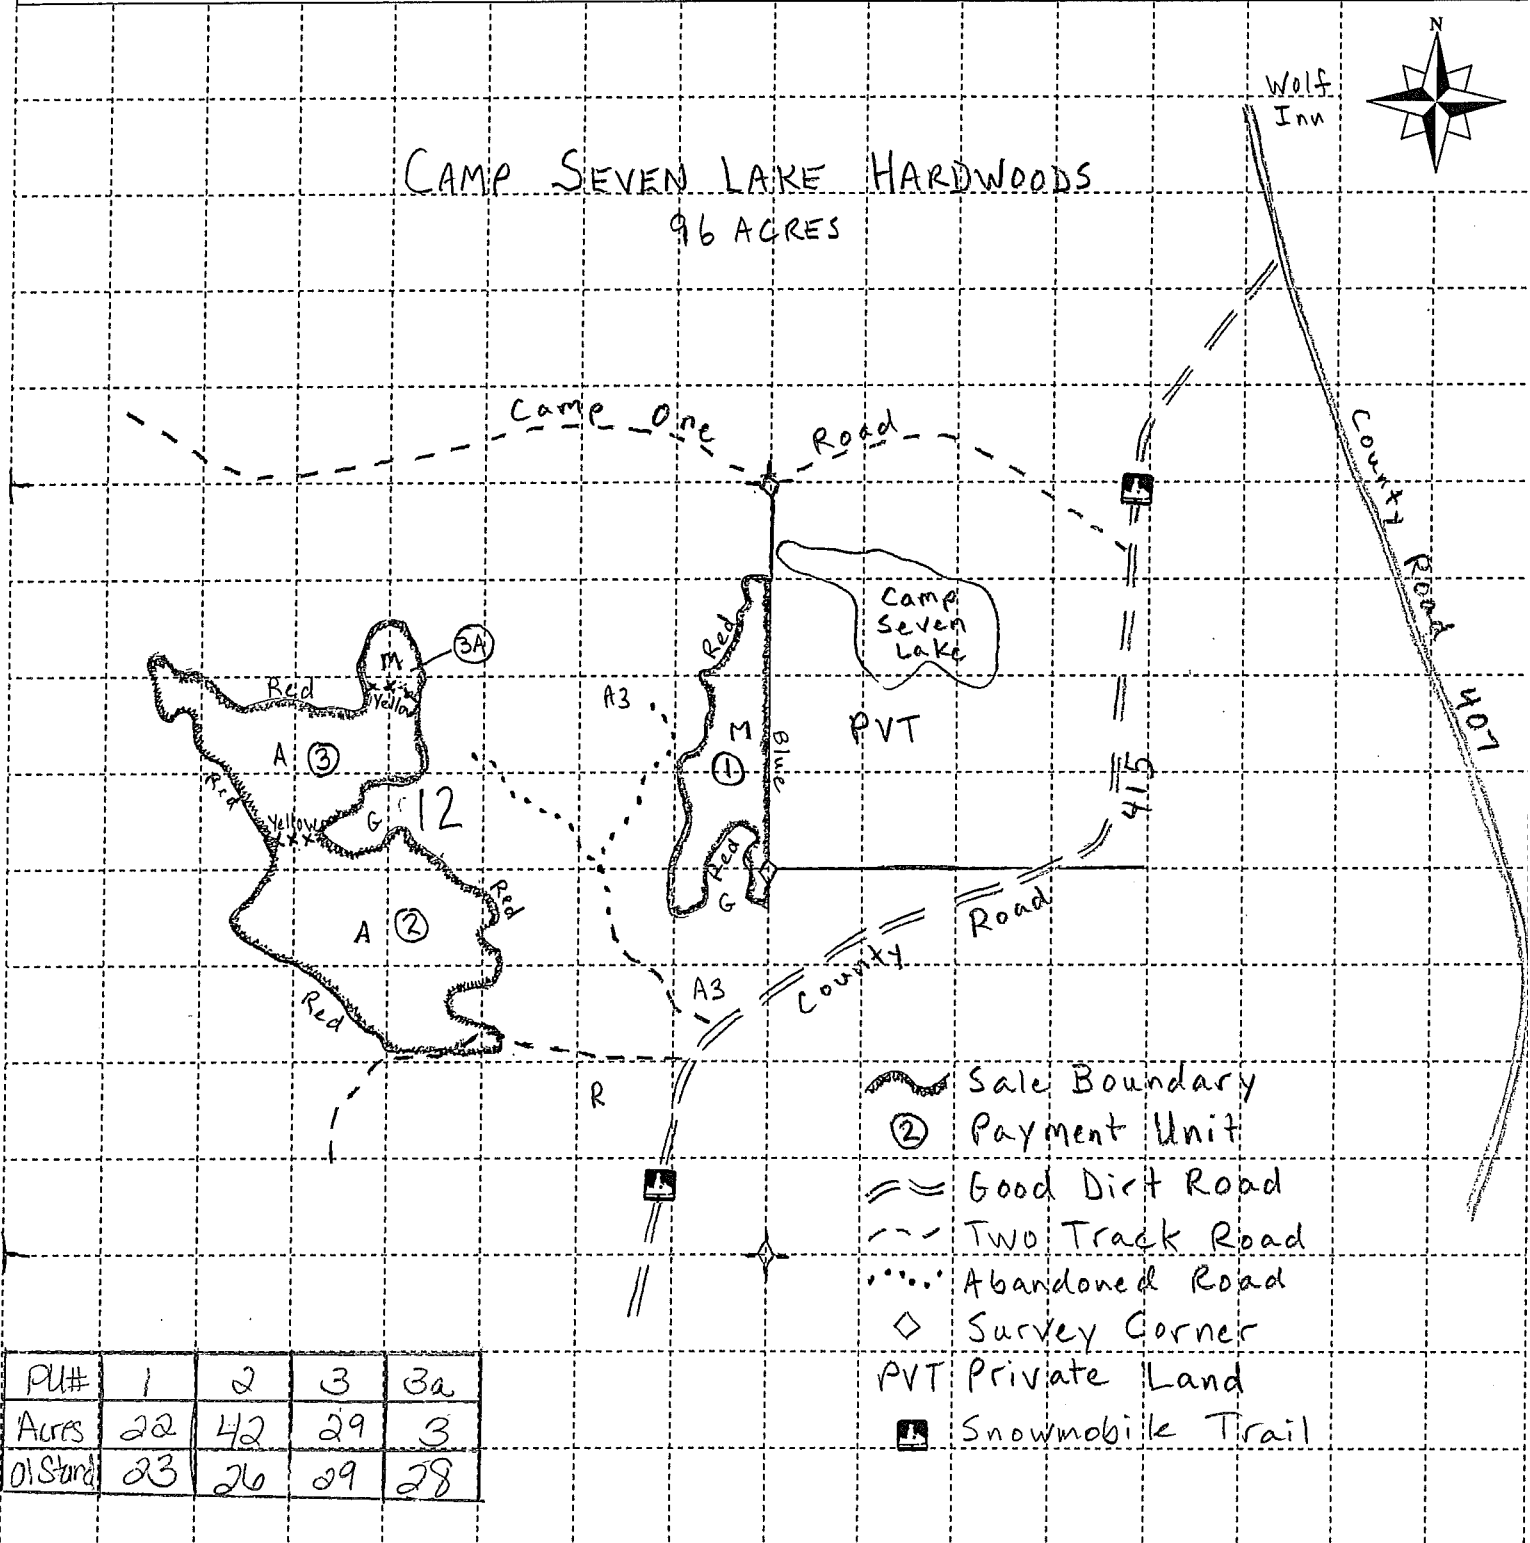 N
Wolf
Inn
CAMP SEVEN LAKE HARDWOODS
96 ACRES
Camp One Road
County Road 407
Camp
Seven
Lake
Red
3A
M
Yellow
Red
A3
PVT
M
1
Blue
A 3
Red
G
12
Yellow
415
Red
G
Red
A 2
County Road
Red
A3
R
Sale Boundary
2 Payment Unit
Good Dirt Road
Two Track Road
Abandoned Road
Survey Corner
PVT Private Land
Snowmobile Trail
PU# 1 2 3 3a
Acres 22 42 29 3
OI Stand 23 26 29 28